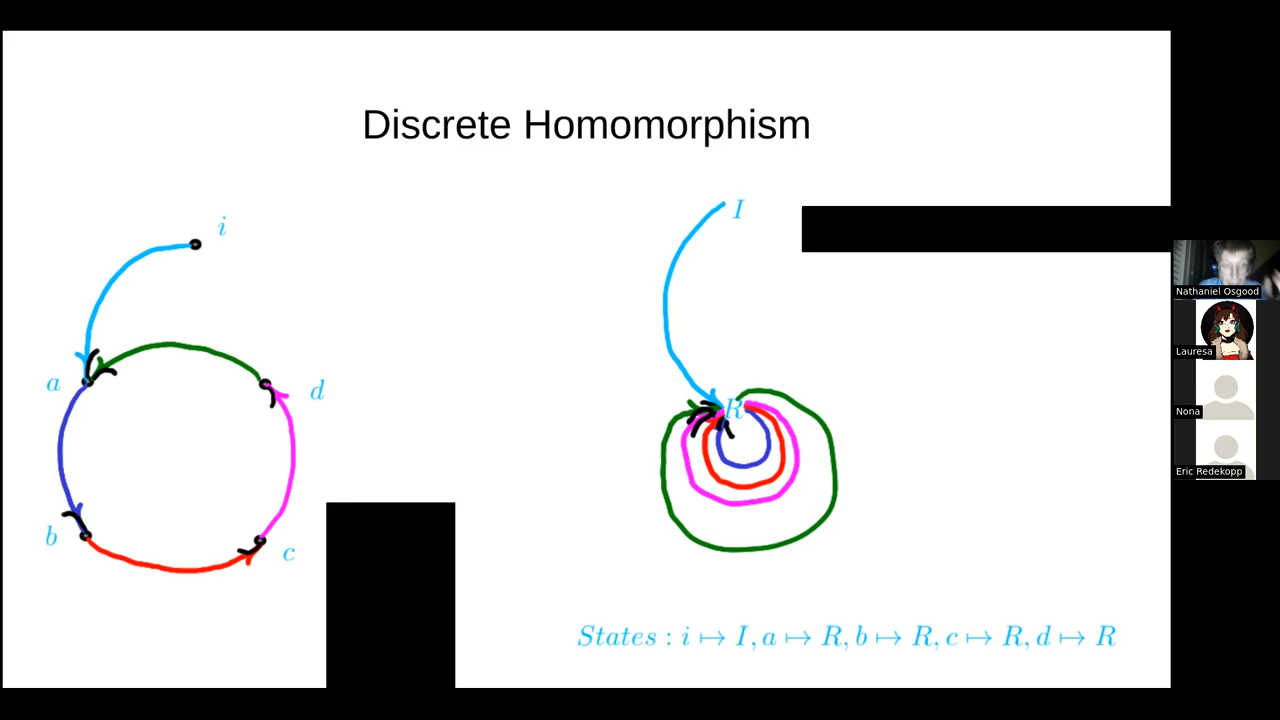 Discrete Homomorphism
i
I
a
d
R
b
c
States : i ↦ I, a ↦ R, b ↦ R, c ↦ R, d ↦ R
Nathaniel Osgood
Lauresa
Nona
Eric Redekopp